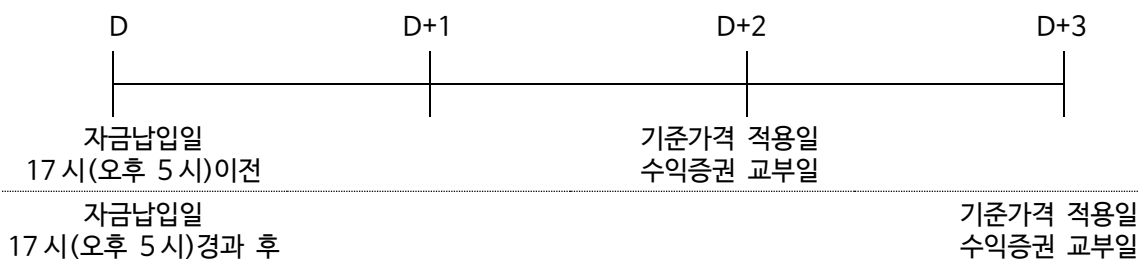 D D+1 D+2 D+3
자금납입일 기준가격 적용일
17시(오후 5시)이전 수익증권 교부일
자금납입일 기준가격 적용일
17시(오후 5시)경과 후 수익증권 교부일